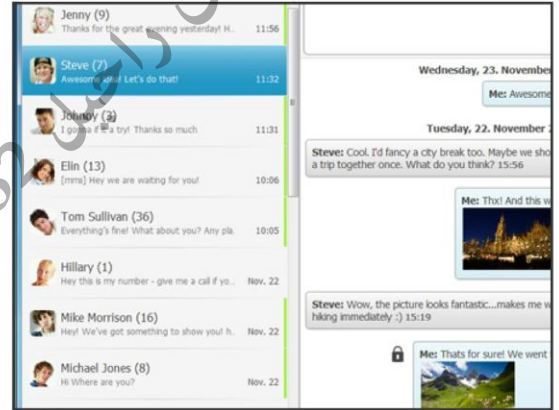 Jenny (9)
Thanks for the great evening yesterday! H.. 11:56
Steve (7)
Awesome idea! Let's do that! 11:32
Johnny (3)
I gonna if a try! Thanks so much 11:31
Elin (13)
[mms] Hey we are waiting for you! 10:06
Tom Sullivan (36)
Everything's fine! What about you? Any pla. 10:05
Hillary (1)
Hey this is my number - give me a call if yo.. Nov. 22
Mike Morrison (16)
Hey! We've got something to show you! h.. Nov. 22
Michael Jones (8)
Hi Where are you? Nov. 22
Wednesday, 23. November
Me: Awesome
Tuesday, 22. November
Steve: Cool. I'd fancy a city break too. Maybe we sho
a trip together once. What do you think? 15:56
Me: Thx! And this w
Steve: Wow, the picture looks fantastic...makes me w
hiking immediately :) 15:19
Me: Thats for sure! We went
راحيل